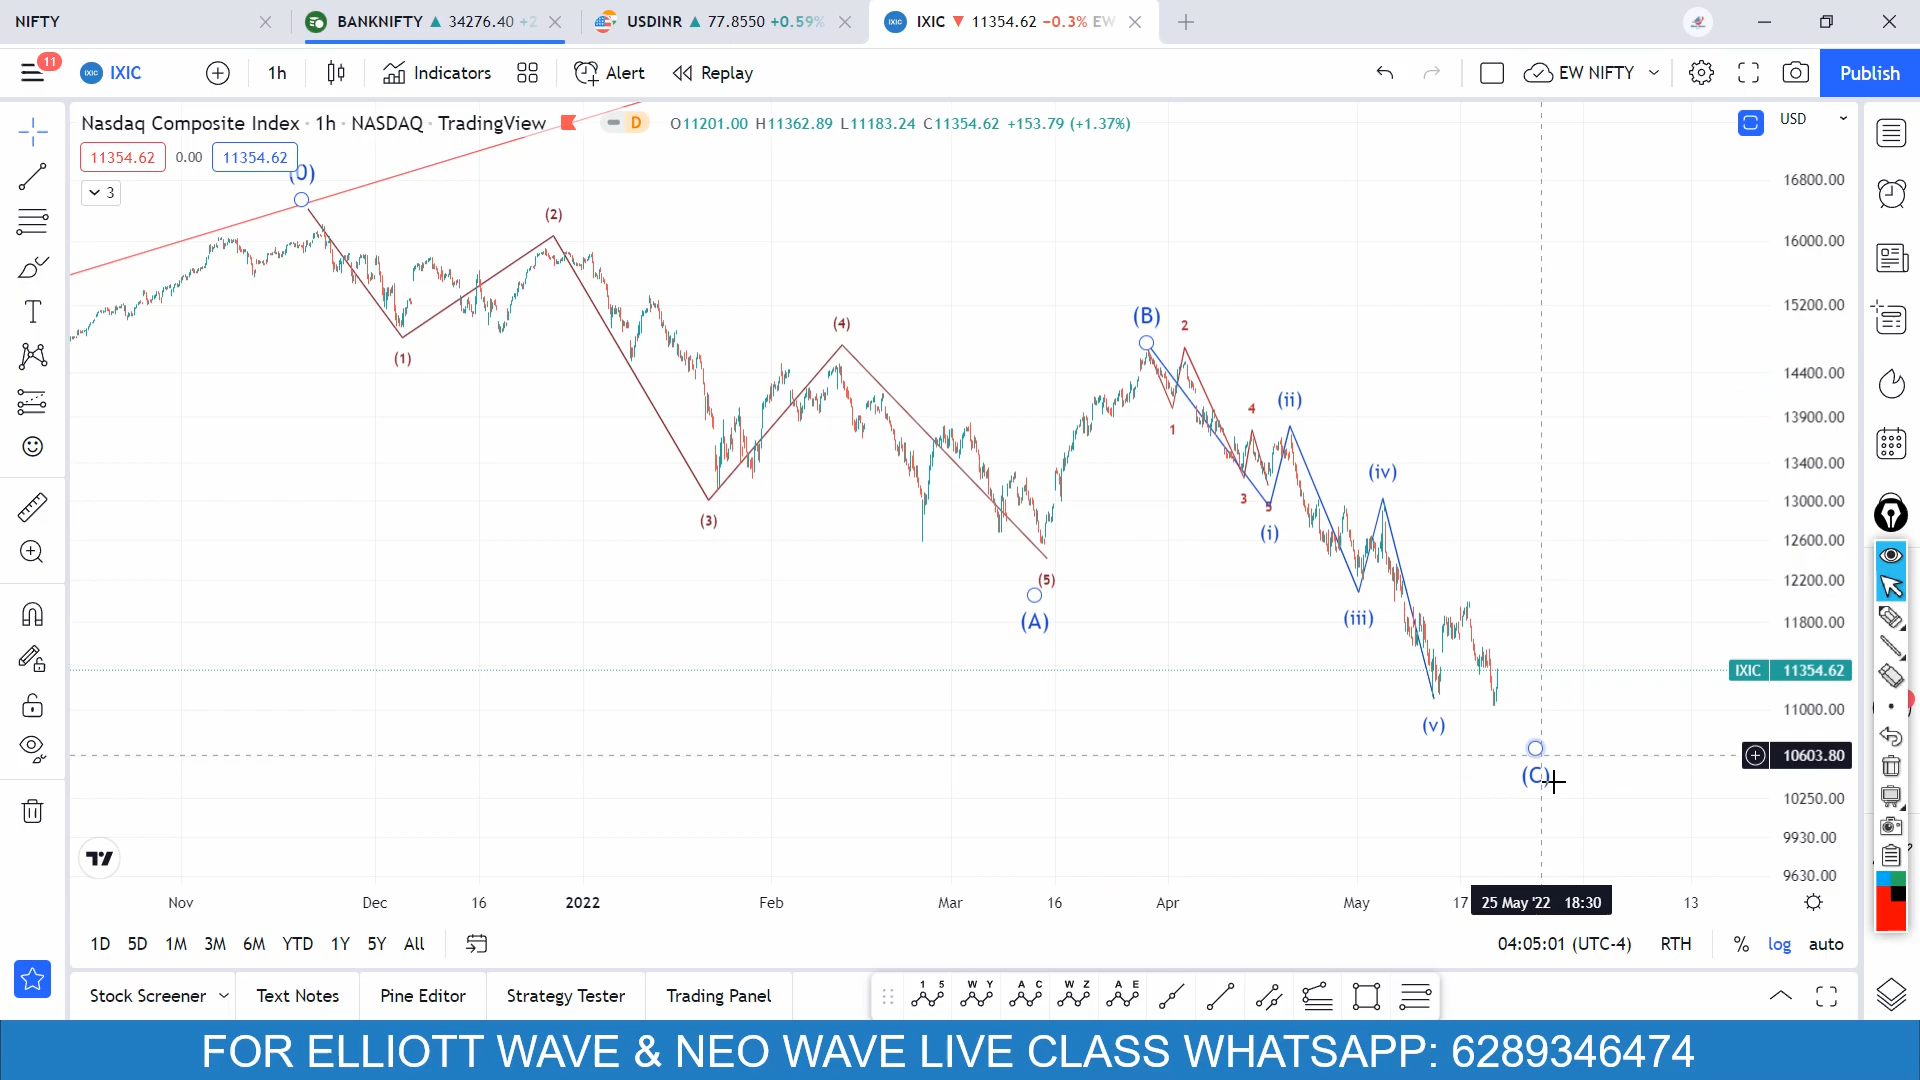 NIFTY
BANKNIFTY ▲ 34276.40 +2
USDINR ▲ 77.8550 +0.59%
IXIC ▼ 11354.62 −0.3% EW
11
IXIC
1h
Indicators
Alert
Replay
EW NIFTY
Publish
Nasdaq Composite Index · 1h · NASDAQ · TradingView
D
O11201.00 H11362.89 L11183.24 C11354.62 +153.79 (+1.37%)
USD
11354.62 0.00 11354.62
3
(0)
(1)
(2)
(3)
(4)
(5)
(A)
(B)
1
2
3
4
5
(i)
(ii)
(iii)
(iv)
(v)
(C)
16800.00
16000.00
15200.00
14400.00
13900.00
13400.00
13000.00
12600.00
12200.00
11800.00
IXIC 11354.62
11000.00
10603.80
10250.00
9930.00
9630.00
Nov Dec 16 2022 Feb Mar 16 Apr May 17 25 May '22 18:30 13
1D 5D 1M 3M 6M YTD 1Y 5Y All
04:05:01 (UTC-4) RTH % log auto
Stock Screener Text Notes Pine Editor Strategy Tester Trading Panel
1 5 W Y A C W Z A E
FOR ELLIOTT WAVE & NEO WAVE LIVE CLASS WHATSAPP: 6289346474